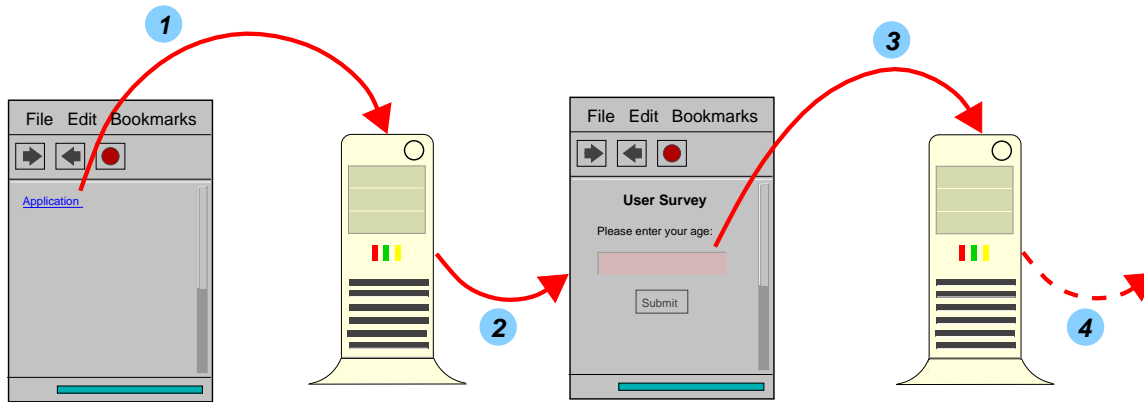 1
File Edit Bookmarks
Application
2
File Edit Bookmarks
User Survey
Please enter your age:
Submit
3
4